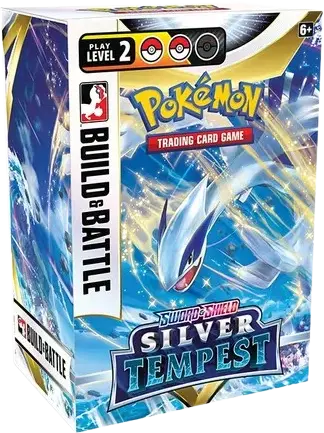 PLAY
LEVEL 2
6+
POKÉMON
TRADING CARD GAME
BUILD & BATTLE
SWORD & SHIELD
SILVER
TEMPEST
BUILD & BATTLE